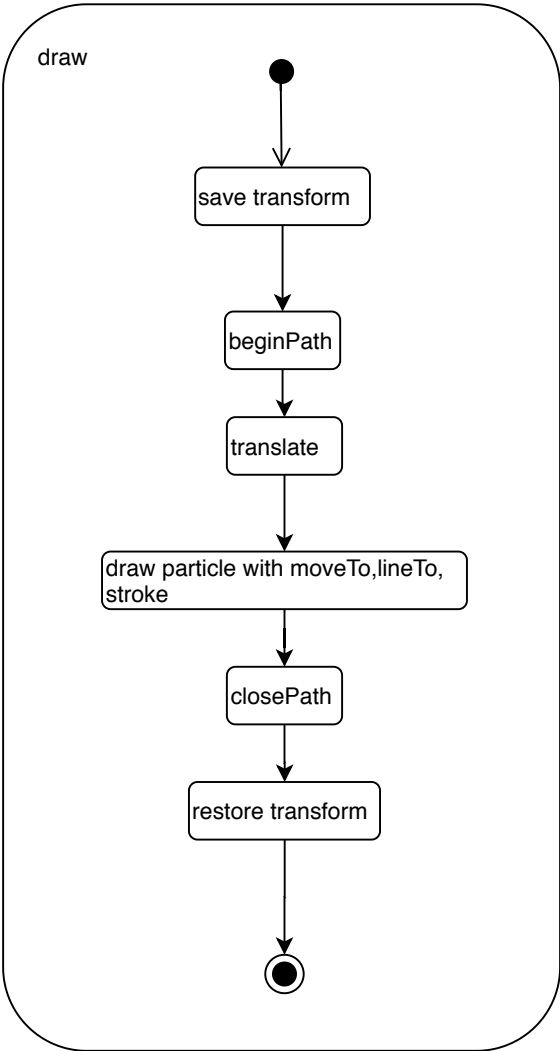 draw
save transform
beginPath
translate
draw particle with moveTo,lineTo,
stroke
closePath
restore transform